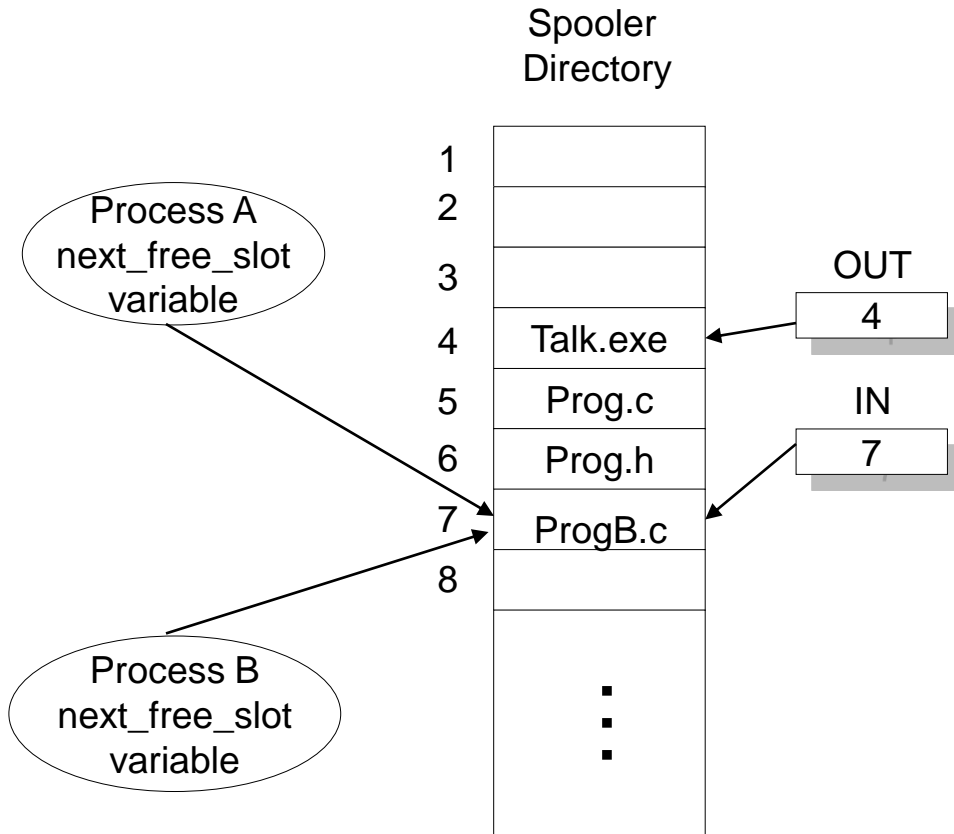 Spooler
Directory
1
2
3
4
5
6
7
8
Talk.exe
Prog.c
Prog.h
ProgB.c
Process A
next_free_slot
variable
Process B
next_free_slot
variable
OUT
4
IN
7